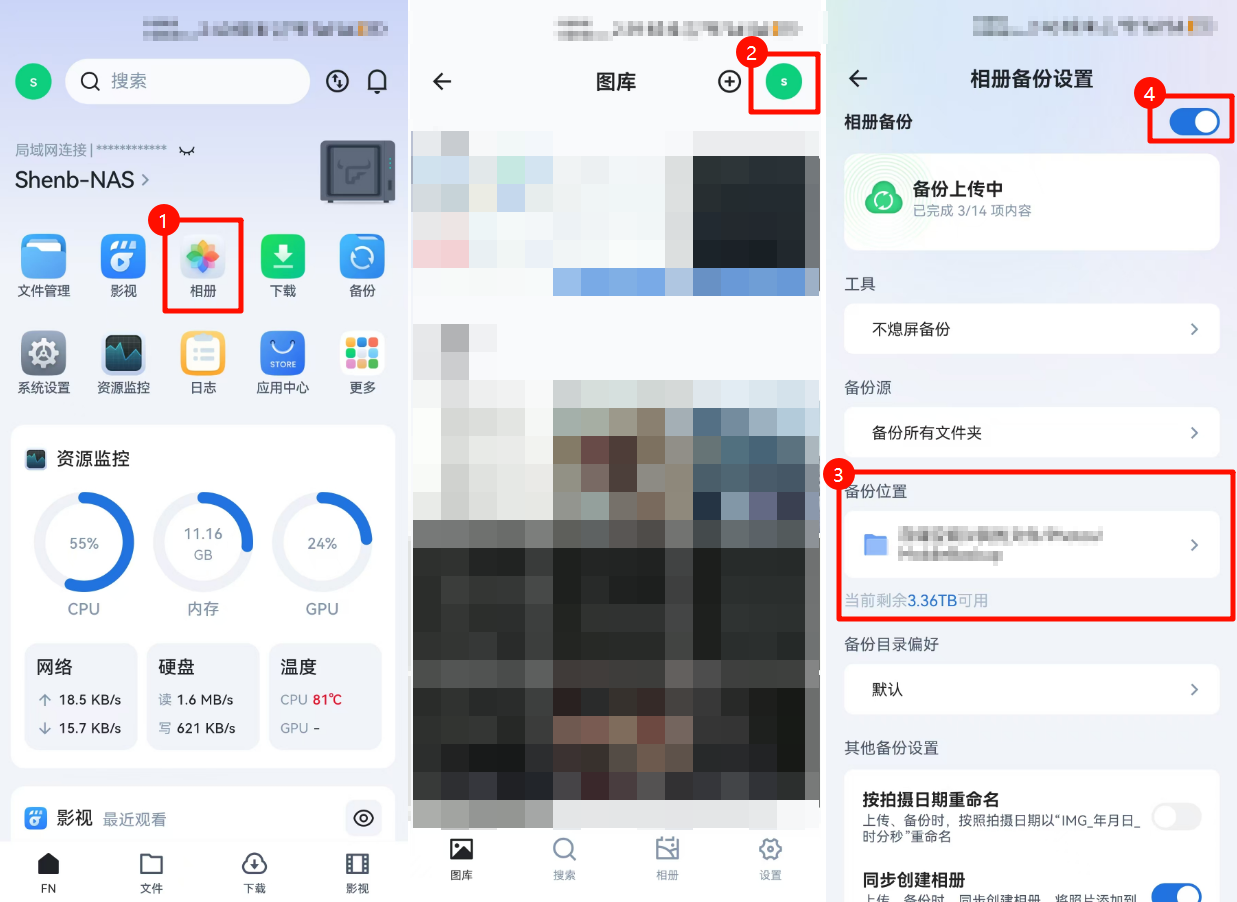 S
搜索
局域网连接 | ************
Shenb-NAS
1
文件管理
影视
相册
下载
备份
系统设置
资源监控
日志
STORE
应用中心
更多
资源监控
55%
CPU
11.16
GB
内存
24%
GPU
网络
18.5 KB/s
15.7 KB/s
硬盘
读 1.6 MB/s
写 621 KB/s
温度
CPU 81℃
GPU -
影视 最近观看
FN
文件
下载
影视
2
图库
S
图库
搜索
相册
设置
相册备份设置
4
相册备份
备份上传中
已完成 3/14 项内容
工具
不熄屏备份
备份源
备份所有文件夹
3
备份位置
当前剩余3.36TB可用
备份目录偏好
默认
其他备份设置
按拍摄日期重命名
上传、备份时，按照拍摄日期以“IMG_年月日_
时分秒”重命名
同步创建相册
上传、备份时，同步创建相册，将照片添加到